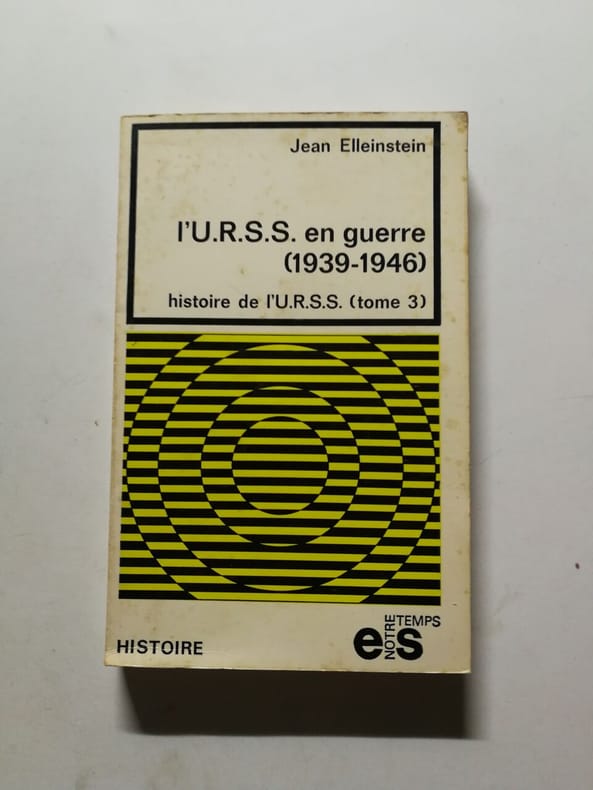 Jean Elleinstein
l'U.R.S.S. en guerre
(1939-1946)
histoire de l'U.R.S.S. (tome 3)
HISTOIRE
es
NOTRE
TEMPS